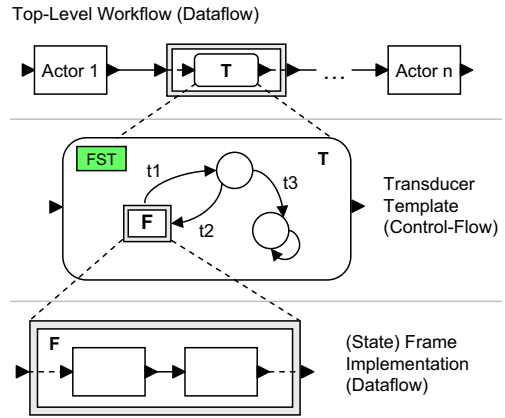 Top-Level Workflow (Dataflow)
Actor 1
T
...
Actor n
FST
t1
T
t3
F
t2
Transducer
Template
(Control-Flow)
F
(State) Frame
Implementation
(Dataflow)